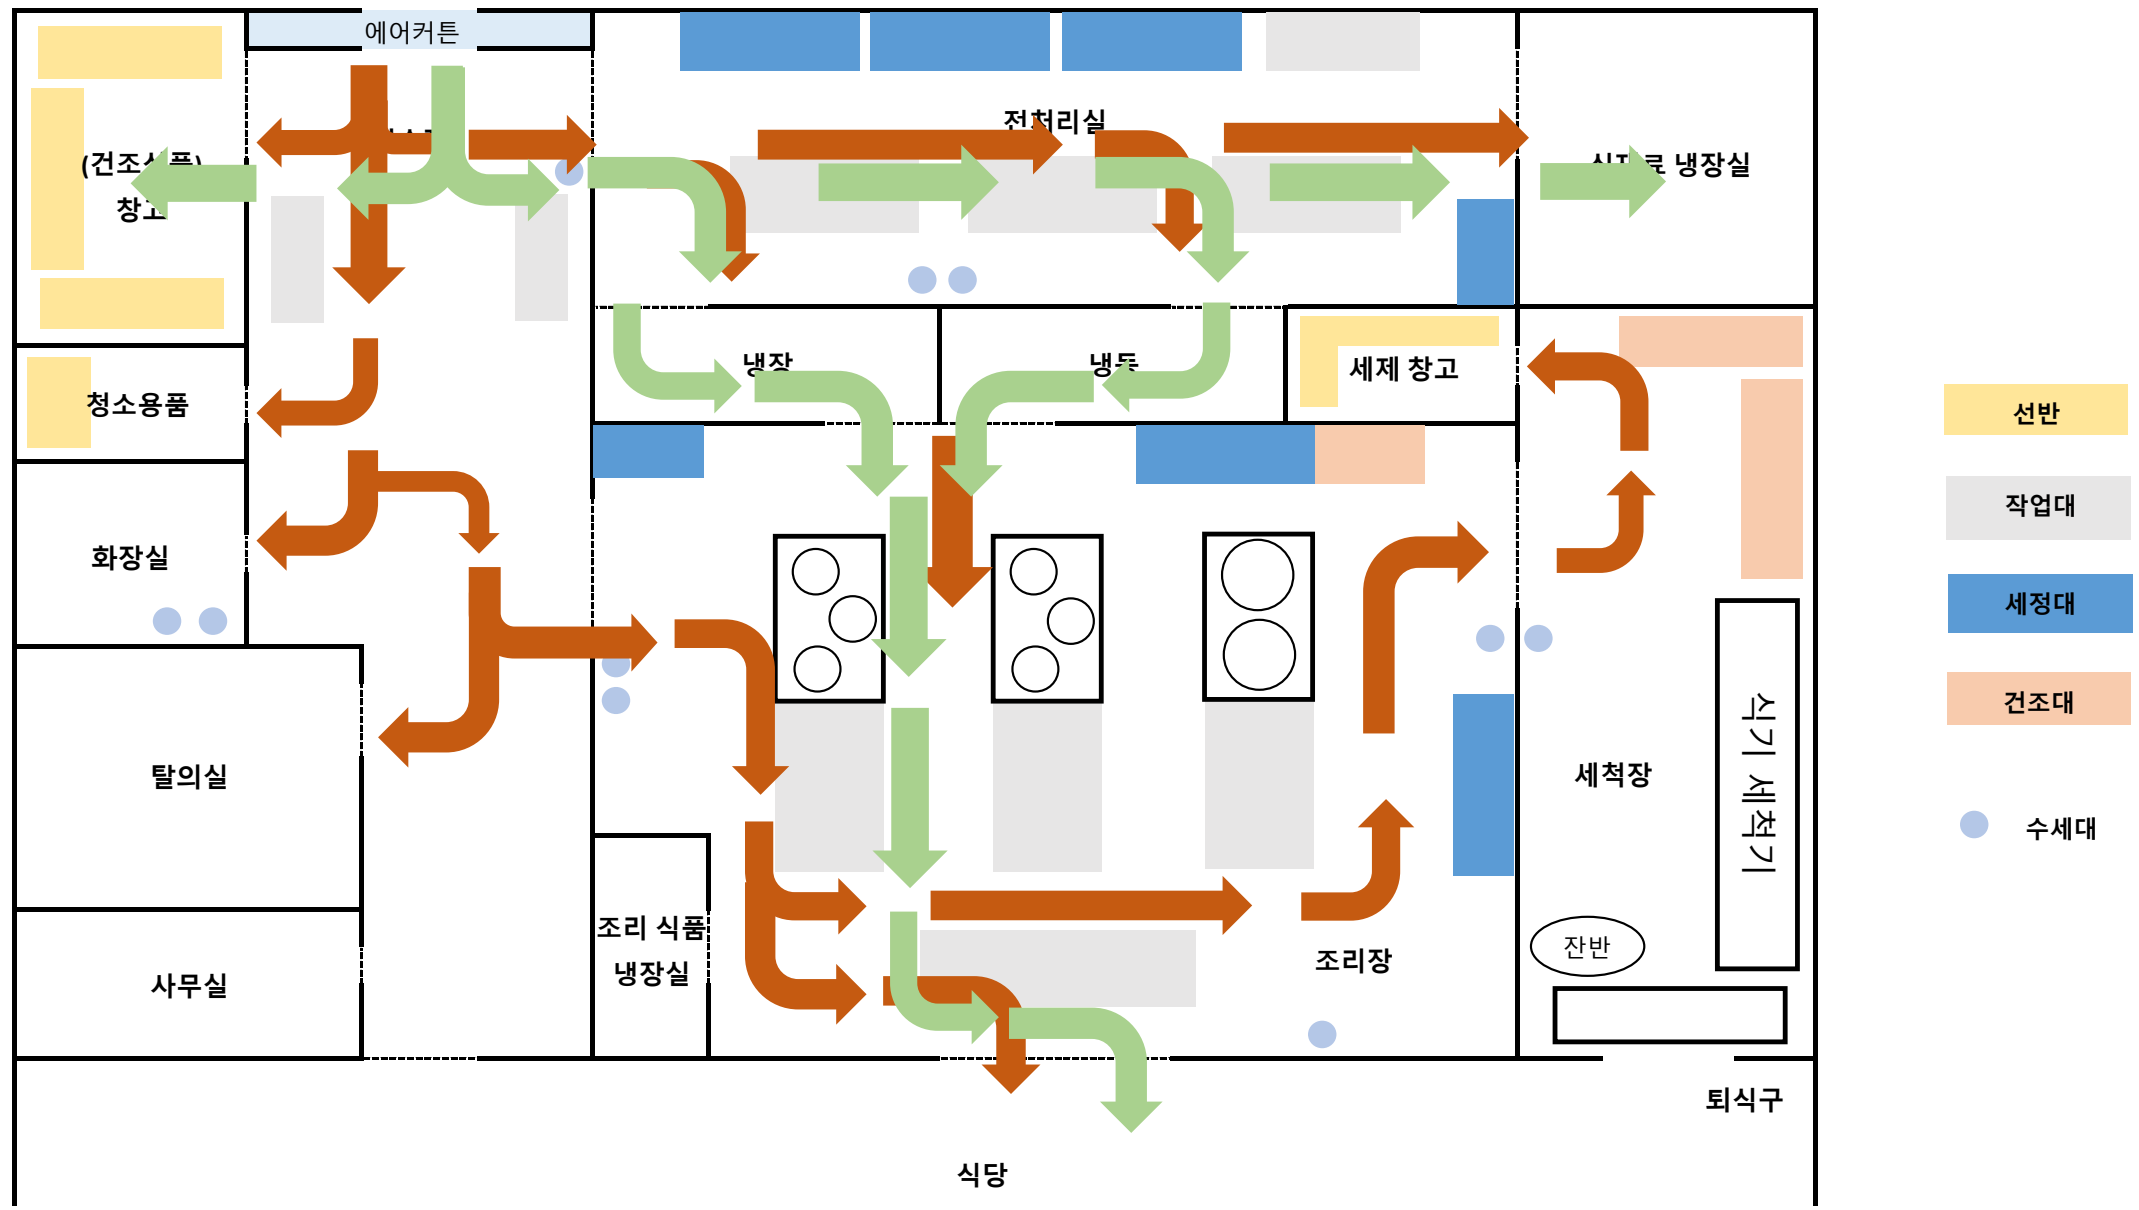 에어커튼
전처리실
(건조식품)
창고
냉장실
냉장
냉동
세제 창고
청소용품
화장실
탈의실
사무실
조리 식품
냉장실
조리장
세척장
식기 세척기
잔반
퇴식구
식당
선반
작업대
세정대
건조대
수세대